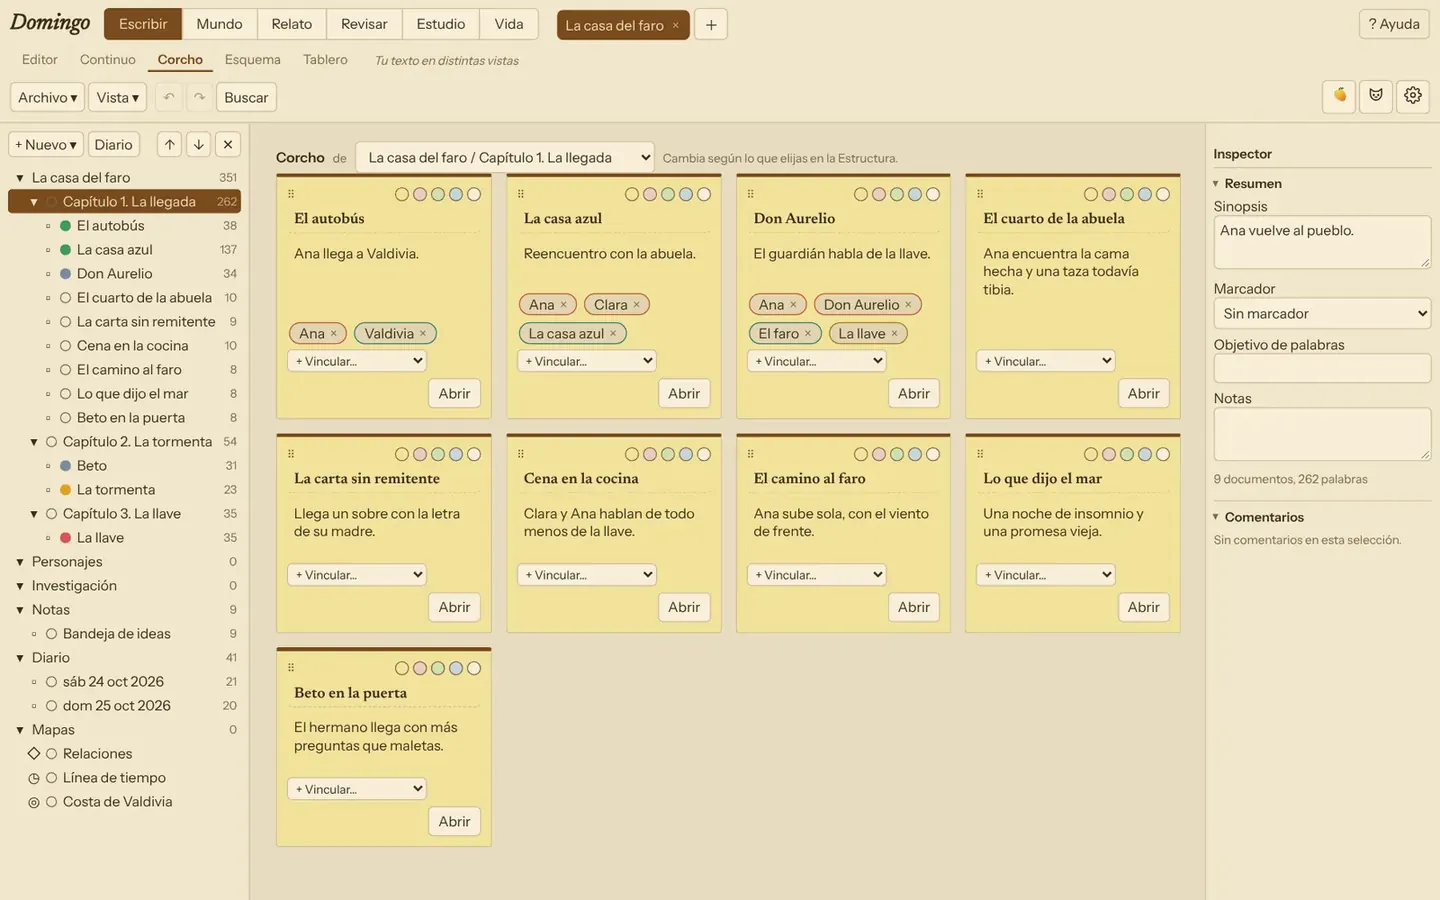 Domingo Escribir Mundo Relato Revisar Estudio Vida La casa del faro × + ? Ayuda
Editor Continuo Corcho Esquema Tablero Tu texto en distintas vistas
Archivo ▾ Vista ▾ ↶ ↷ Buscar
+ Nuevo ▾ Diario ↑ ↓ ×
La casa del faro 351
Capítulo 1. La llegada 262
El autobús 38
La casa azul 137
Don Aurelio 34
El cuarto de la abuela 10
La carta sin remitente 9
Cena en la cocina 10
El camino al faro 8
Lo que dijo el mar 8
Beto en la puerta 8
Capítulo 2. La tormenta 54
Beto 31
La tormenta 23
Capítulo 3. La llave 35
La llave 35
Personajes 0
Investigación 0
Notas 9
Bandeja de ideas 9
Diario 41
sáb 24 oct 2026 21
dom 25 oct 2026 20
Mapas 0
Relaciones
Línea de tiempo
Costa de Valdivia
Corcho de La casa del faro / Capítulo 1. La llegada Cambia según lo que elijas en la Estructura.
El autobús
Ana llega a Valdivia.
Ana × Valdivia ×
+ Vincular...
Abrir
La casa azul
Reencuentro con la abuela.
Ana × Clara ×
La casa azul ×
+ Vincular...
Abrir
Don Aurelio
El guardián habla de la llave.
Ana × Don Aurelio ×
El faro × La llave ×
+ Vincular...
Abrir
El cuarto de la abuela
Ana encuentra la cama
hecha y una taza todavía
tibia.
+ Vincular...
Abrir
La carta sin remitente
Llega un sobre con la letra
de su madre.
+ Vincular...
Abrir
Cena en la cocina
Clara y Ana hablan de todo
menos de la llave.
+ Vincular...
Abrir
El camino al faro
Ana sube sola, con el viento
de frente.
+ Vincular...
Abrir
Lo que dijo el mar
Una noche de insomnio y
una promesa vieja.
+ Vincular...
Abrir
Beto en la puerta
El hermano llega con más
preguntas que maletas.
+ Vincular...
Abrir
Inspector
Resumen
Sinopsis
Ana vuelve al pueblo.
Marcador
Sin marcador
Objetivo de palabras
Notas
9 documentos, 262 palabras
Comentarios
Sin comentarios en esta selección.